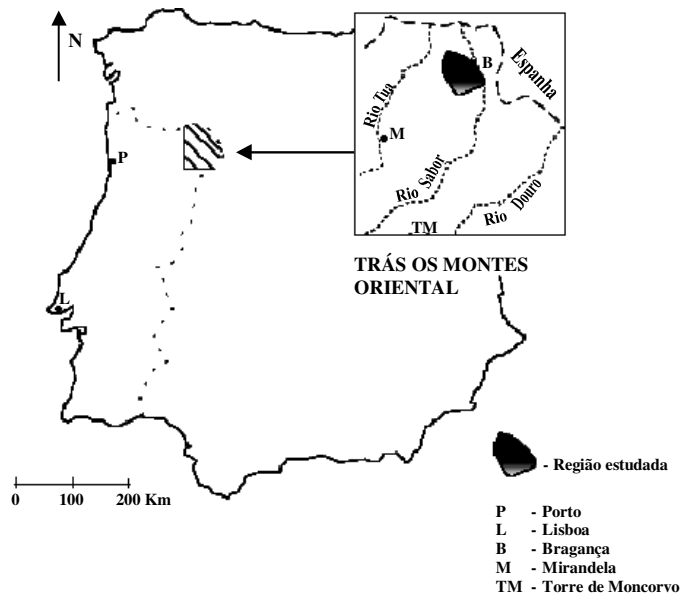 N
P
L
0 100 200 Km
B
Espanha
Rio Tua
M
Rio Sabor
Rio Douro
TM
TRÁS OS MONTES
ORIENTAL
- Região estudada
P - Porto
L - Lisboa
B - Bragança
M - Mirandela
TM - Torre de Moncorvo